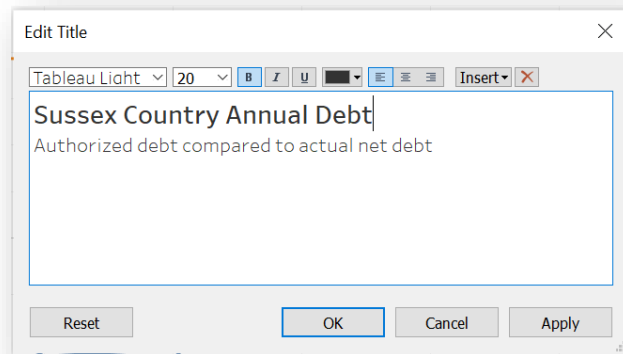 Edit Title
Tableau Light 20 B I U Insert
Sussex Country Annual Debt
Authorized debt compared to actual net debt
Reset OK Cancel Apply